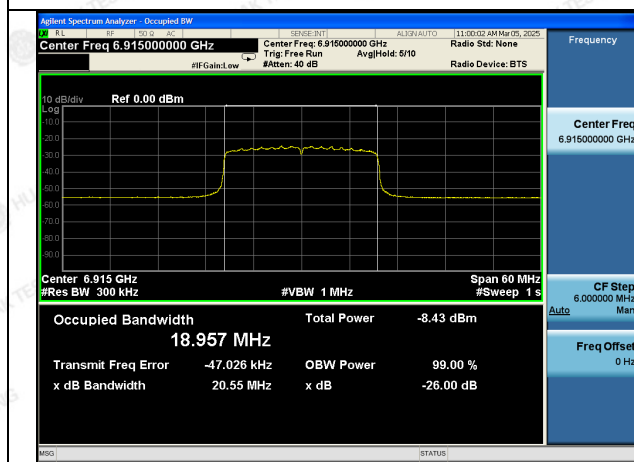 Agilent Spectrum Analyzer - Occupied BW
RL RF 50 Ω AC SENSE:INT ALIGN AUTO 11:00:02 AM Mar 05, 2025
Center Freq 6.915000000 GHz Center Freq: 6.915000000 GHz Radio Std: None Frequency
Trig: Free Run Avg|Hold: 5/10
#IFGain:Low #Atten: 40 dB Radio Device: BTS
10 dB/div Ref 0.00 dBm
Log
-10.0
-20.0
-30.0
-40.0
-50.0
-60.0
-70.0
-80.0
-90.0
Center Freq
6.915000000 GHz
Center 6.915 GHz Span 60 MHz
#Res BW 300 kHz #VBW 1 MHz #Sweep 1 s
CF Step
6.000000 MHz
Auto Man
Occupied Bandwidth Total Power -8.43 dBm
18.957 MHz
Transmit Freq Error -47.026 kHz OBW Power 99.00 %
x dB Bandwidth 20.55 MHz x dB -26.00 dB
Freq Offset
0 Hz
MSG STATUS